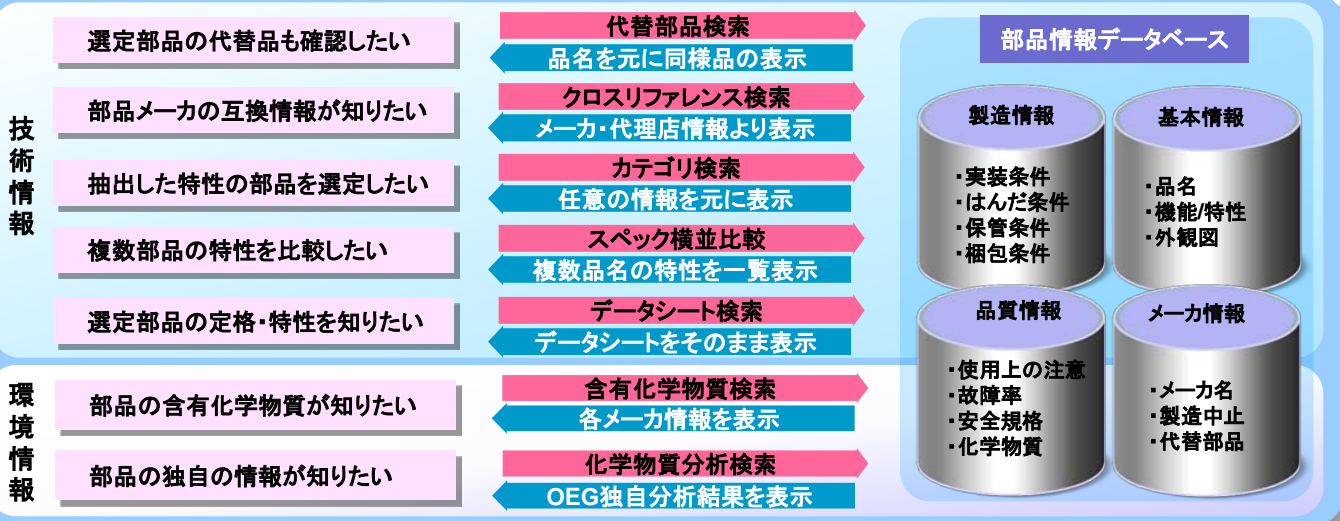 技術情報
選定部品の代替品も確認したい
代替部品検索
品名を元に同様品の表示
部品メーカの互換情報が知りたい
クロスリファレンス検索
メーカ・代理店情報より表示
抽出した特性の部品を選定したい
カテゴリ検索
任意の情報を元に表示
複数部品の特性を比較したい
スペック横並比較
複数品名の特性を一覧表示
選定部品の定格・特性を知りたい
データシート検索
データシートをそのまま表示
環境情報
部品の含有化学物質が知りたい
含有化学物質検索
各メーカ情報を表示
部品の独自の情報が知りたい
化学物質分析検索
OEG独自分析結果を表示
部品情報データベース
製造情報
・実装条件
・はんだ条件
・保管条件
・梱包条件
基本情報
・品名
・機能/特性
・外観図
品質情報
・使用上の注意
・故障率
・安全規格
・化学物質
メーカ情報
・メーカ名
・製造中止
・代替部品